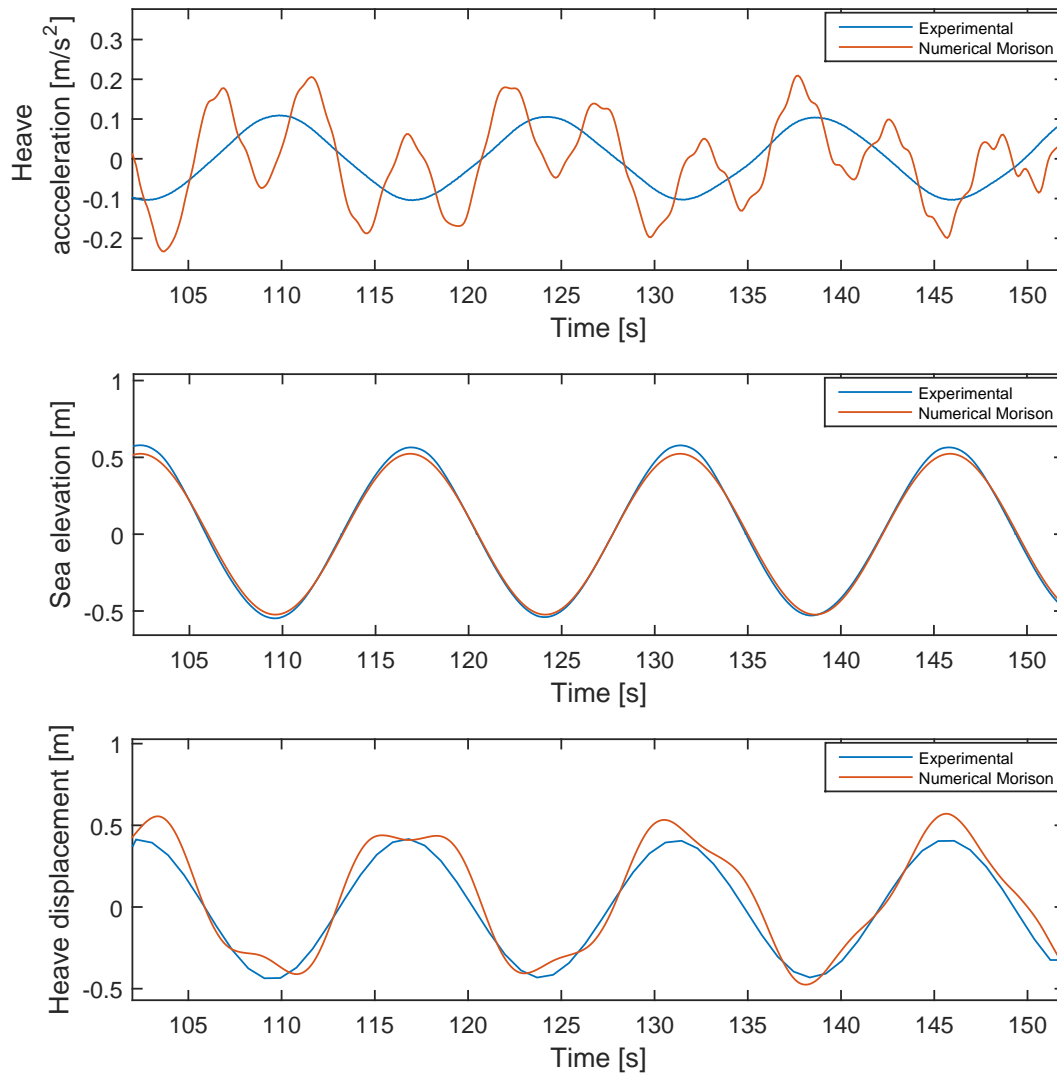 0.3
0.2
0.1
0
-0.1
-0.2
Heave
accceleration [m/s2]
Experimental
Numerical Morison
105 110 115 120 125 130 135 140 145 150
Time [s]
1
0.5
0
-0.5
Sea elevation [m]
Experimental
Numerical Morison
105 110 115 120 125 130 135 140 145 150
Time [s]
1
0.5
0
-0.5
Heave displacement [m]
Experimental
Numerical Morison
105 110 115 120 125 130 135 140 145 150
Time [s]